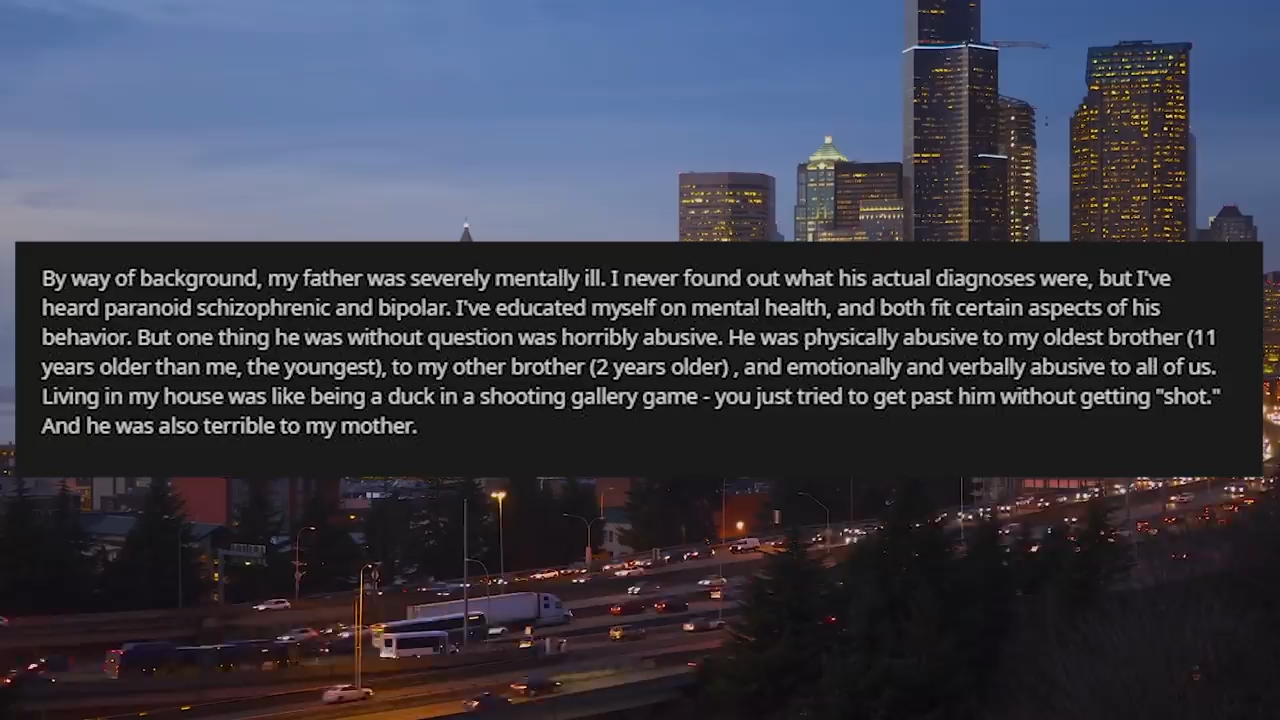 By way of background, my father was severely mentally ill. I never found out what his actual diagnoses were, but I've
heard paranoid schizophrenic and bipolar. I've educated myself on mental health, and both fit certain aspects of his
behavior. But one thing he was without question was horribly abusive. He was physically abusive to my oldest brother (11
years older than me, the youngest), to my other brother (2 years older) , and emotionally and verbally abusive to all of us.
Living in my house was like being a duck in a shooting gallery game - you just tried to get past him without getting "shot."
And he was also terrible to my mother.